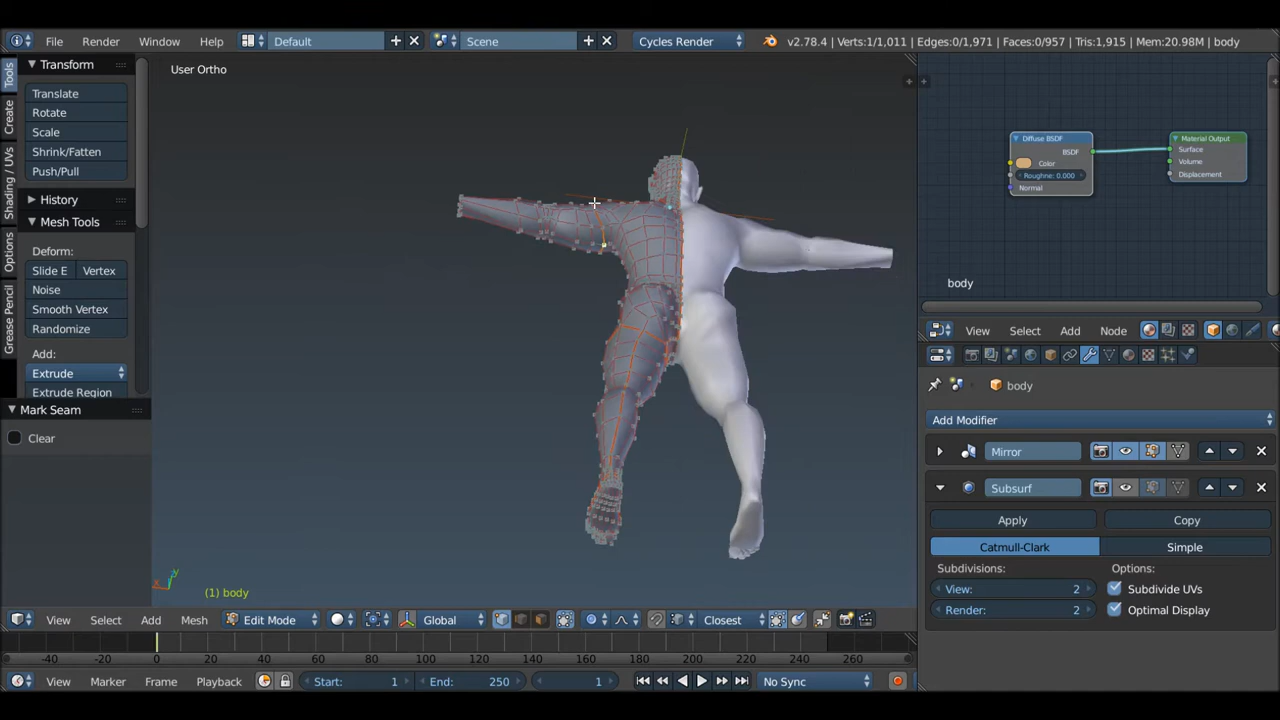 File Render Window Help Default Scene Cycles Render v2.78.4 | Verts:1/1,011 | Edges:0/1,971 | Faces:0/957 | Tris:1,915 | Mem:20.98M | body
Tools
Create
Shading / UVs
Options
Grease Pencil
Transform
Translate
Rotate
Scale
Shrink/Fatten
Push/Pull
History
Mesh Tools
Deform:
Slide E Vertex
Noise
Smooth Vertex
Randomize
Add:
Extrude
Extrude Region
Mark Seam
Clear
User Ortho
x
y
(1) body
Diffuse BSDF
BSDF
Color
Roughne: 0.000
Normal
Material Output
Surface
Volume
Displacement
body
View Select Add Node
body
Add Modifier
Mirror
Subsurf
Apply Copy
Catmull-Clark Simple
Subdivisions: Options:
View: 2 Subdivide UVs
Render: 2 Optimal Display
View Select Add Mesh Edit Mode Global Closest
-40 -20 0 20 40 60 80 100 120 140 160 180 200 220 240 260
View Marker Frame Playback Start: 1 End: 250 1 No Sync